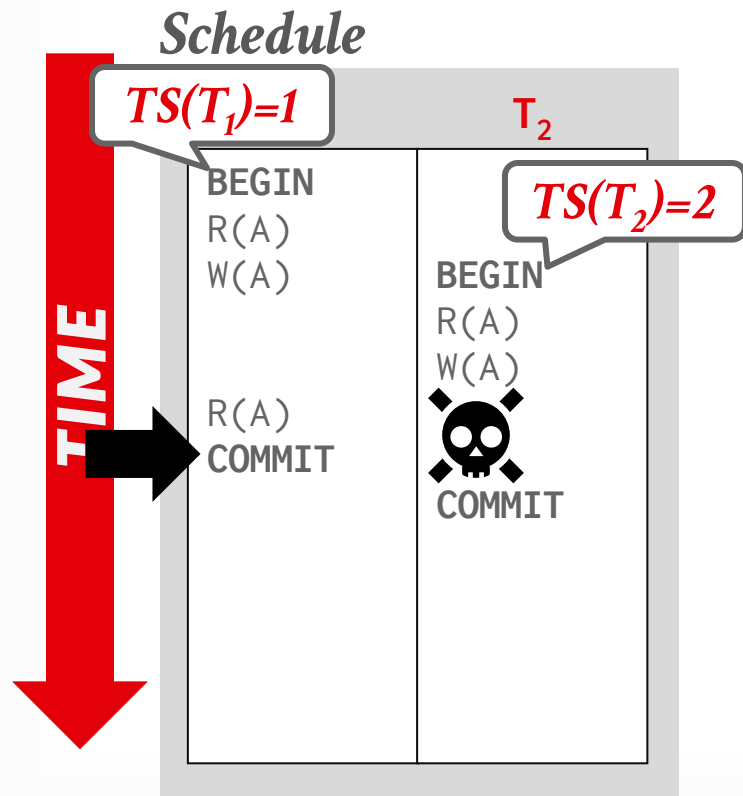 Schedule
TS(T1)=1
T2
TS(T2)=2
TIME
BEGIN
R(A)
W(A)
R(A)
COMMIT
BEGIN
R(A)
W(A)
COMMIT